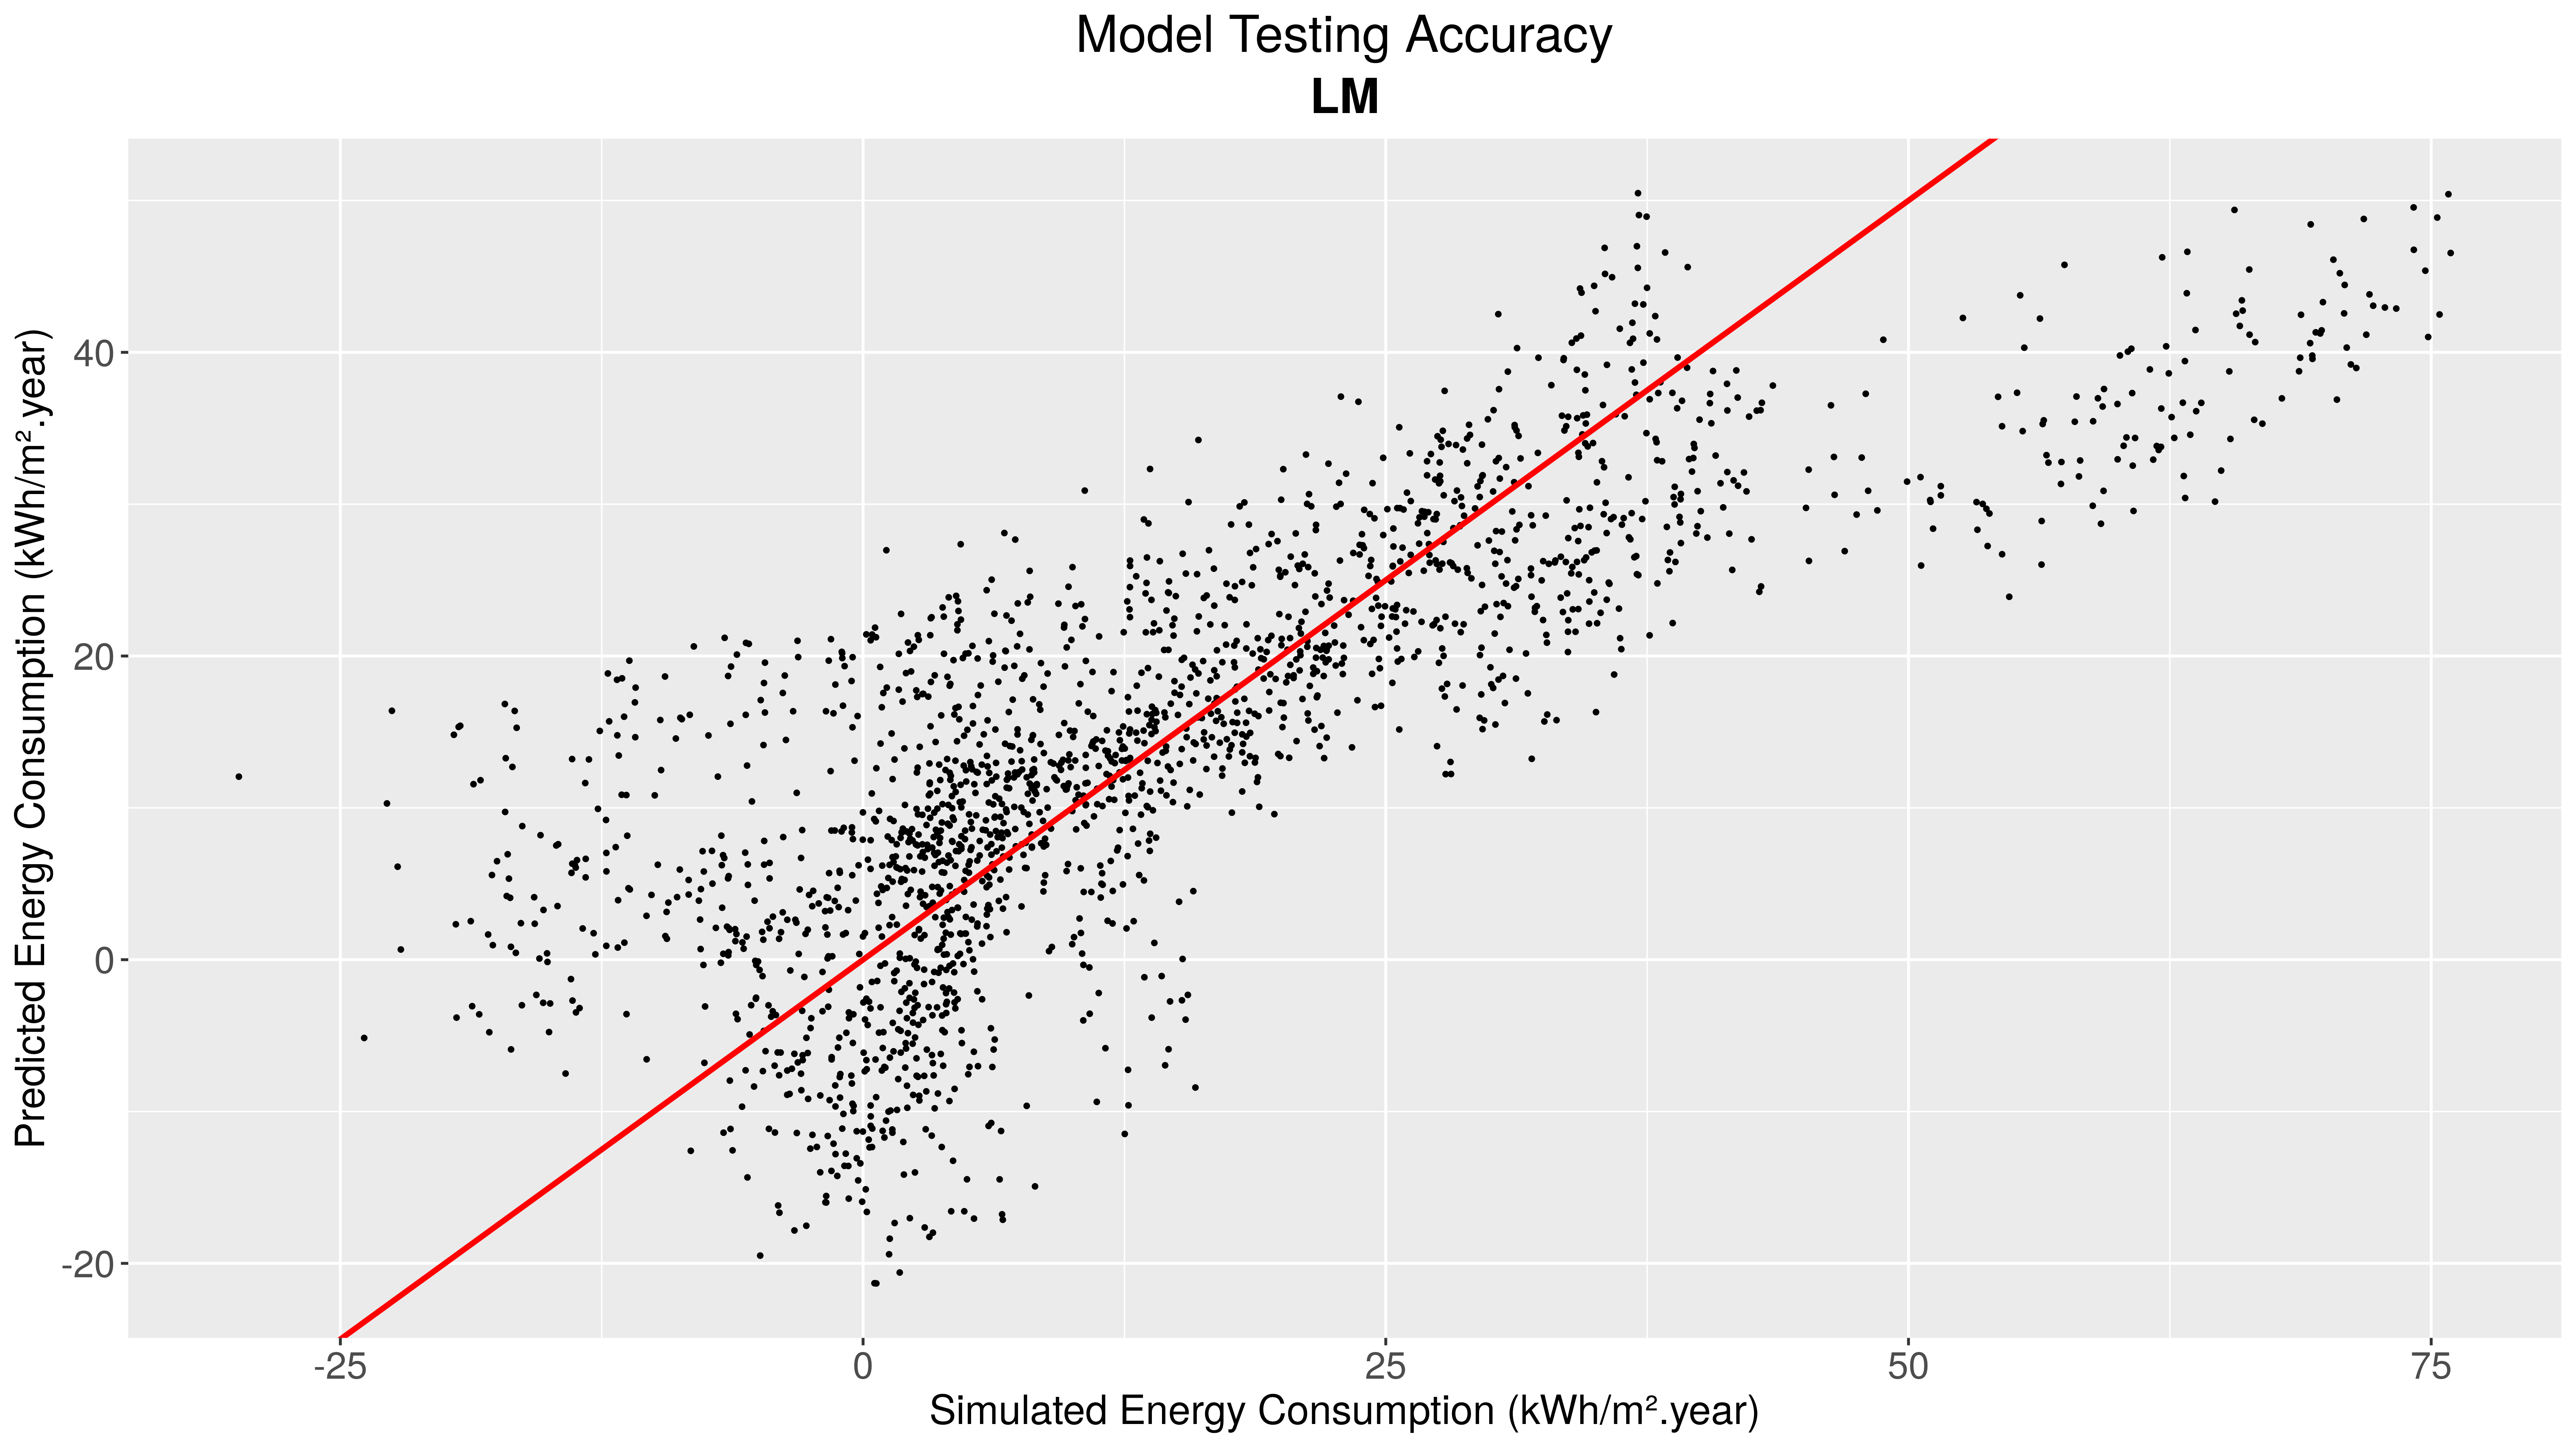 Model Testing Accuracy
LM
Predicted Energy Consumption (kWh/m².year)
40
20
0
-20
-25
0
25
50
75
Simulated Energy Consumption (kWh/m².year)